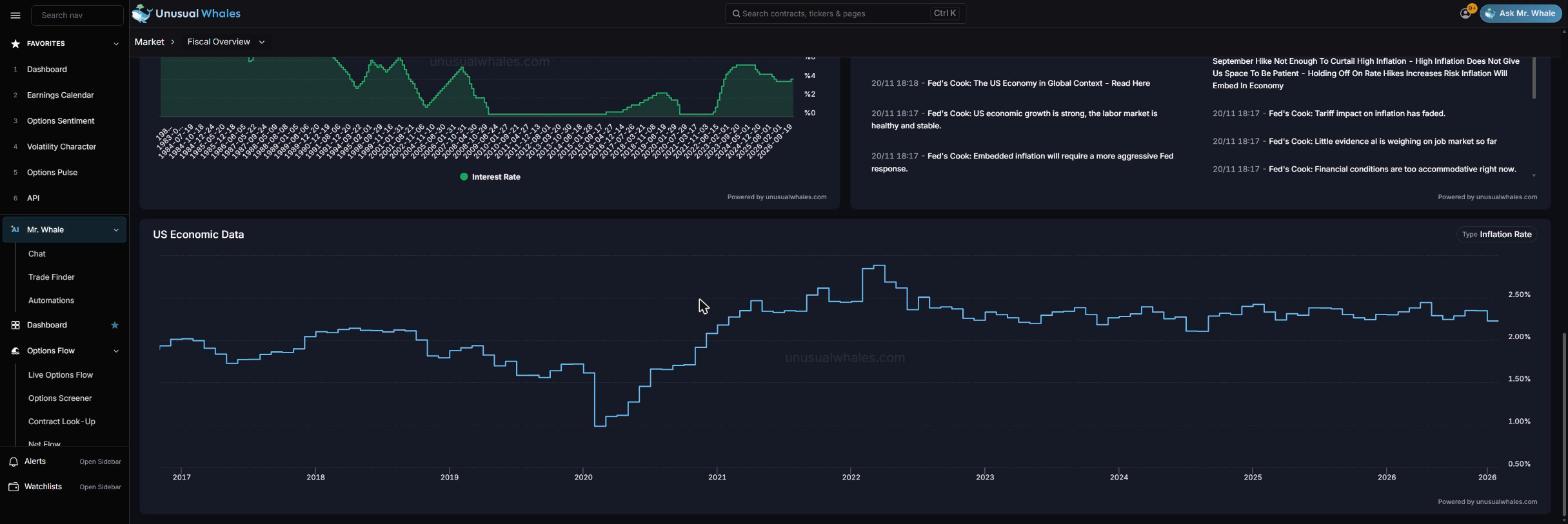 Search nav
Unusual Whales
Search contracts, tickers & pages
Ctrl K
9+
Ask Mr. Whale
FAVORITES
1 Dashboard
2 Earnings Calendar
3 Options Sentiment
4 Volatility Character
5 Options Pulse
6 API
AI Mr. Whale
Chat
Trade Finder
Automations
Dashboard
Options Flow
Live Options Flow
Options Screener
Contract Look-Up
Net Flow
Alerts Open Sidebar
Watchlists Open Sidebar
Market > Fiscal Overview
unusualwhales.com
%4
%2
%0
Interest Rate
Powered by unusualwhales.com
20/11 18:18 - Fed's Cook: The US Economy in Global Context - Read Here
20/11 18:17 - Fed's Cook: US economic growth is strong, the labor market is
healthy and stable.
20/11 18:17 - Fed's Cook: Embedded inflation will require a more aggressive Fed
response.
September Hike Not Enough To Curtail High Inflation - High Inflation Does Not Give
Us Space To Be Patient - Holding Off On Rate Hikes Increases Risk Inflation Will
Embed In Economy
20/11 18:17 - Fed's Cook: Tariff impact on inflation has faded.
20/11 18:17 - Fed's Cook: Little evidence ai is weighing on job market so far
20/11 18:17 - Fed's Cook: Financial conditions are too accommodative right now.
Powered by unusualwhales.com
US Economic Data
Type Inflation Rate
2.50%
2.00%
1.50%
1.00%
0.50%
unusualwhales.com
2017 2018 2019 2020 2021 2022 2023 2024 2025 2026 2026
Powered by unusualwhales.com